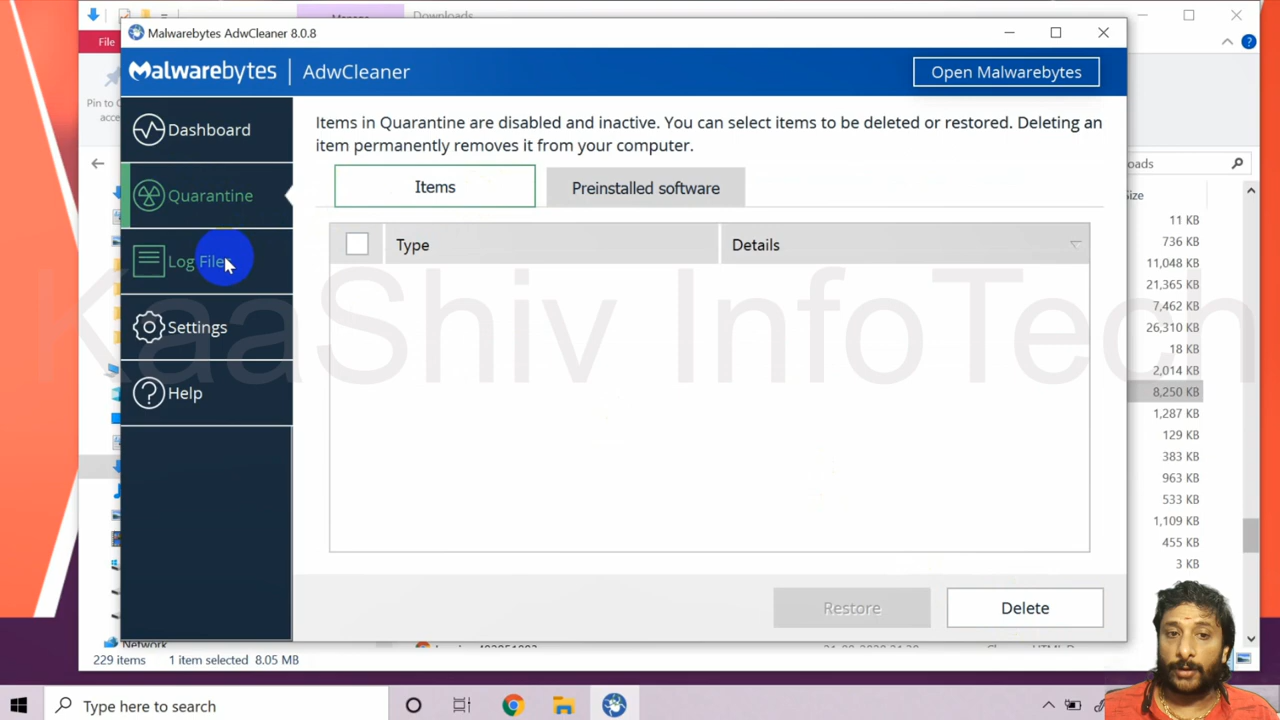 Manage
Downloads
Malwarebytes AdwCleaner 8.0.8
File
Malwarebytes
AdwCleaner
Open Malwarebytes
Dashboard
Quarantine
Log Files
Settings
Help
Items in Quarantine are disabled and inactive. You can select items to be deleted or restored. Deleting an
item permanently removes it from your computer.
Items
Preinstalled software
Type
Details
Size
11 KB
736 KB
11,048 KB
21,365 KB
7,462 KB
26,310 KB
18 KB
2,014 KB
8,250 KB
1,287 KB
129 KB
383 KB
963 KB
533 KB
1,109 KB
455 KB
3 KB
KaaShiv InfoTech
Restore
Delete
Network
229 items
1 item selected 8.05 MB
Type here to search